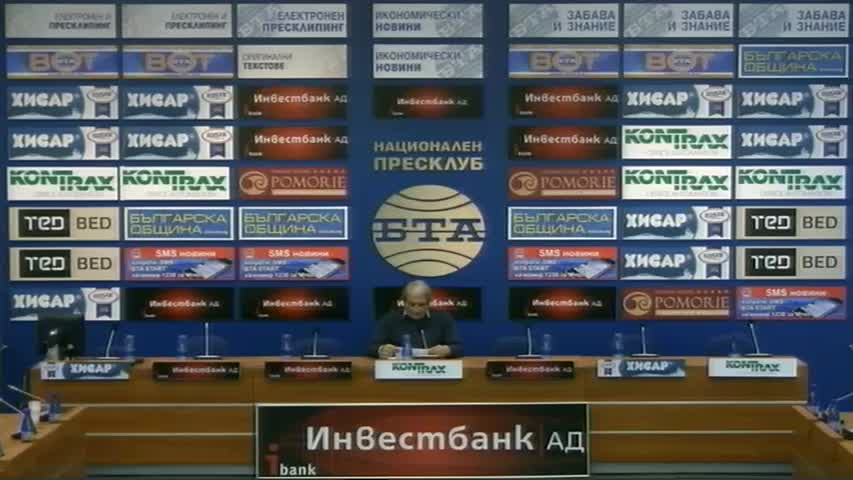 ЕЛЕКТРОНЕН И
ПРЕСКЛИПИНГ
ЕЛЕКТРОНЕН И
ПРЕСКЛИПИНГ
ЕЛЕКТРОНЕН И
ПРЕСКЛИПИНГ
ИКОНОМИЧЕСКИ
НОВИНИ
БТА
ЗАБАВА
И ЗНАНИЕ
ЗАБАВА
И ЗНАНИЕ
ЗАБАВА
И ЗНАНИЕ
ВОТ
ВОТ
ОРИГИНАЛНИ
ТЕКСТОВЕ
ИКОНОМИЧЕСКИ
НОВИНИ
ВОТ
ВОТ
БЪЛГАРСКА
ОБЩИНА
ХИСАР
ХИСАР
Инвестбанк АД
ibank
Инвестбанк АД
ibank
Инвестбанк АД
ХИСАР
ХИСАР
ХИСАР
ХИСАР
Инвестбанк АД
ibank
НАЦИОНАЛЕН
ПРЕСКЛУБ
Инвестбанк АД
KONTRAX
ХИСАР
KONTRAX
KONTRAX
POMORIE
POMORIE
KONTRAX
KONTRAX
TED BED
БЪЛГАРСКА
ОБЩИНА
БЪЛГАРСКА
ОБЩИНА
БТА
БЪЛГАРСКА
ОБЩИНА
ХИСАР
TED BED
TED BED
SMS НОВИНИ
SMS НОВИНИ
SMS НОВИНИ
ХИСАР
TED BED
ХИСАР
Инвестбанк АД
Инвестбанк АД
Инвестбанк АД
Инвестбанк АД
POMORIE
SMS НОВИНИ
ХИСАР
Инвестбанк АД
Инвестбанк АД
KONTRAX
Инвестбанк АД
ХИСАР
KONTRAX
Инвестбанк АД
ibank